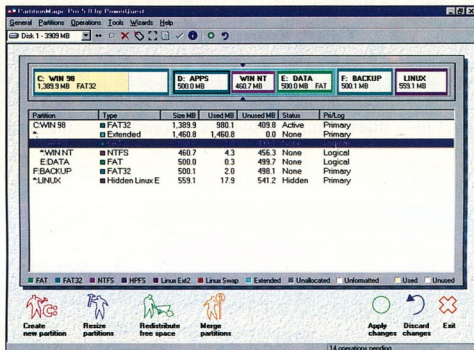 PartitionMagic Pro 5.0 by PowerQuest
General Partitions Operations Tools Wizards Help
Disk 1 - 3909 MB
C: WIN 98 D: APPS WIN NT E: DATA F: BACKUP LINUX
1,389.9 MB FAT32 500.0 MB 460.7 MB 500.0 MB FAT 500.1 MB 559.1 MB
Partition Type Size MB Used MB Unused MB Status Pri/Log
C:WIN 98 FAT32 1,389.9 980.1 409.8 Active Primary
*: Extended 1,460.8 1,460.8 0.0 None Primary
*:WIN NT NTFS 460.7 4.3 456.3 None Logical
E:DATA FAT 500.0 0.3 499.7 None Logical
F:BACKUP FAT32 500.1 2.0 498.1 None Primary
*:LINUX Hidden Linux E 559.1 17.9 541.2 Hidden Primary
FAT FAT32 NTFS HPFS Linux Ext2 Linux Swap Extended Unallocated Unformatted Used Unused
C:
Create new partition
Resize partitions
Redistribute free space
Merge partitions
Apply changes
Discard changes
Exit
14 operations pending